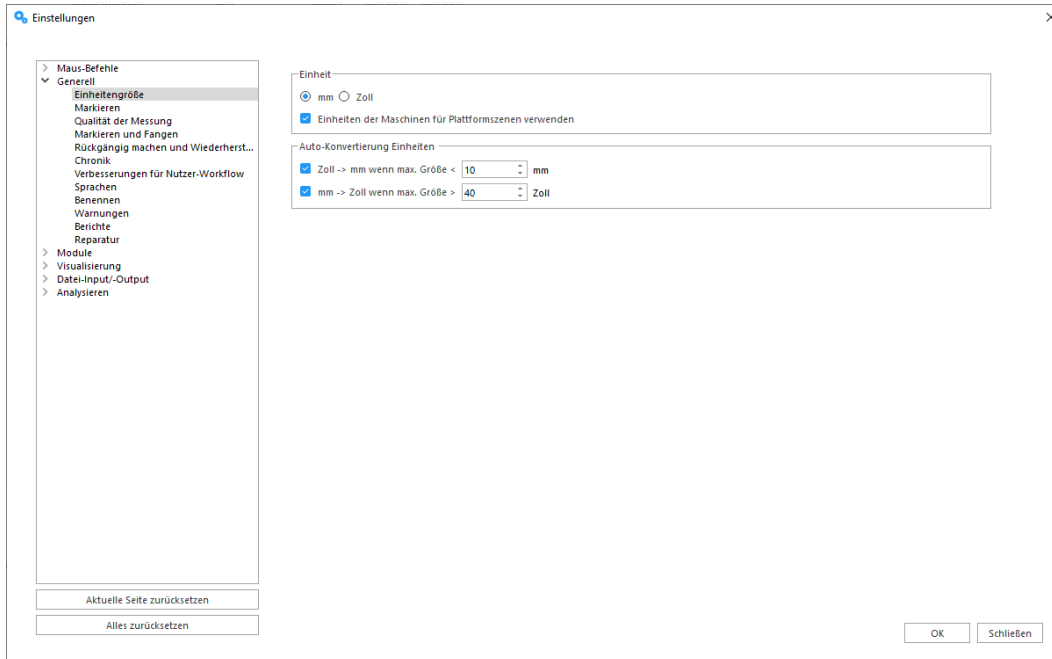 Einstellungen
Maus-Befehle
Generell
Einheitengröße
Markieren
Qualität der Messung
Markieren und Fangen
Rückgängig machen und Wiederherst...
Chronik
Verbesserungen für Nutzer-Workflow
Sprachen
Benennen
Warnungen
Berichte
Reparatur
Module
Visualisierung
Datei-Input/-Output
Analysieren
Aktuelle Seite zurücksetzen
Alles zurücksetzen
Einheit
mm Zoll
Einheiten der Maschinen für Plattformszenen verwenden
Auto-Konvertierung Einheiten
Zoll -> mm wenn max. Größe < 10 mm
mm -> Zoll wenn max. Größe > 40 Zoll
OK Schließen